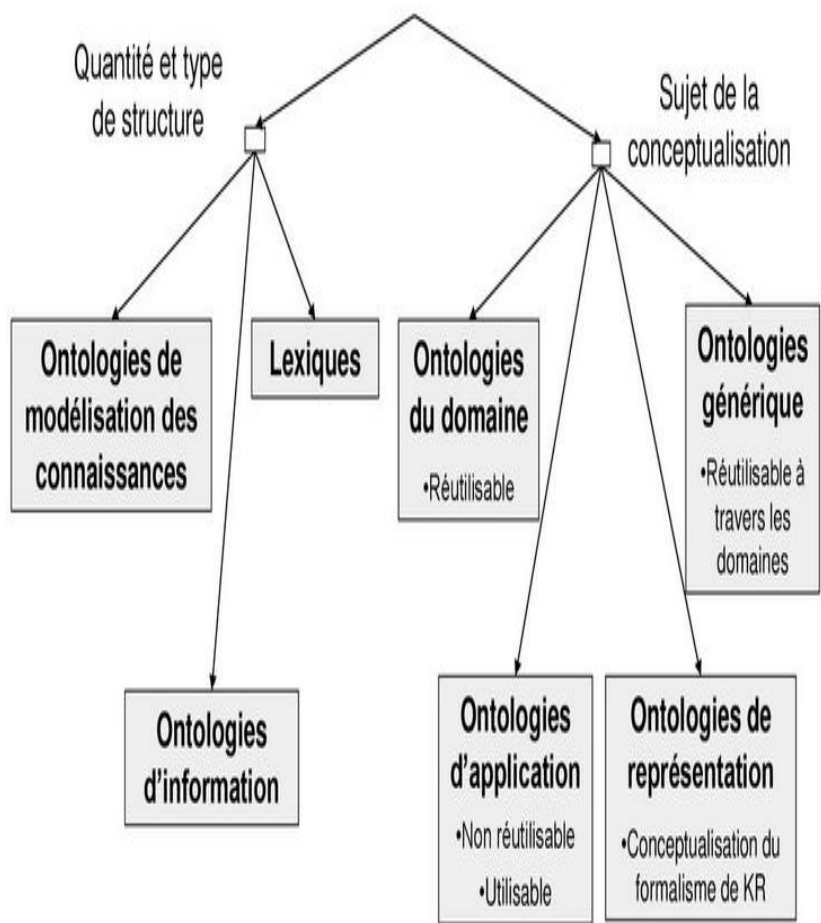 Quantité et type
de structure
Sujet de la
conceptualisation
Ontologies de
modélisation des
connaissances
Lexiques
Ontologies
du domaine
•Réutilisable
Ontologies
générique
•Réutilisable à
travers les
domaines
Ontologies
d'information
Ontologies
d'application
•Non réutilisable
•Utilisable
Ontologies de
représentation
•Conceptualisation du
formalisme de KR